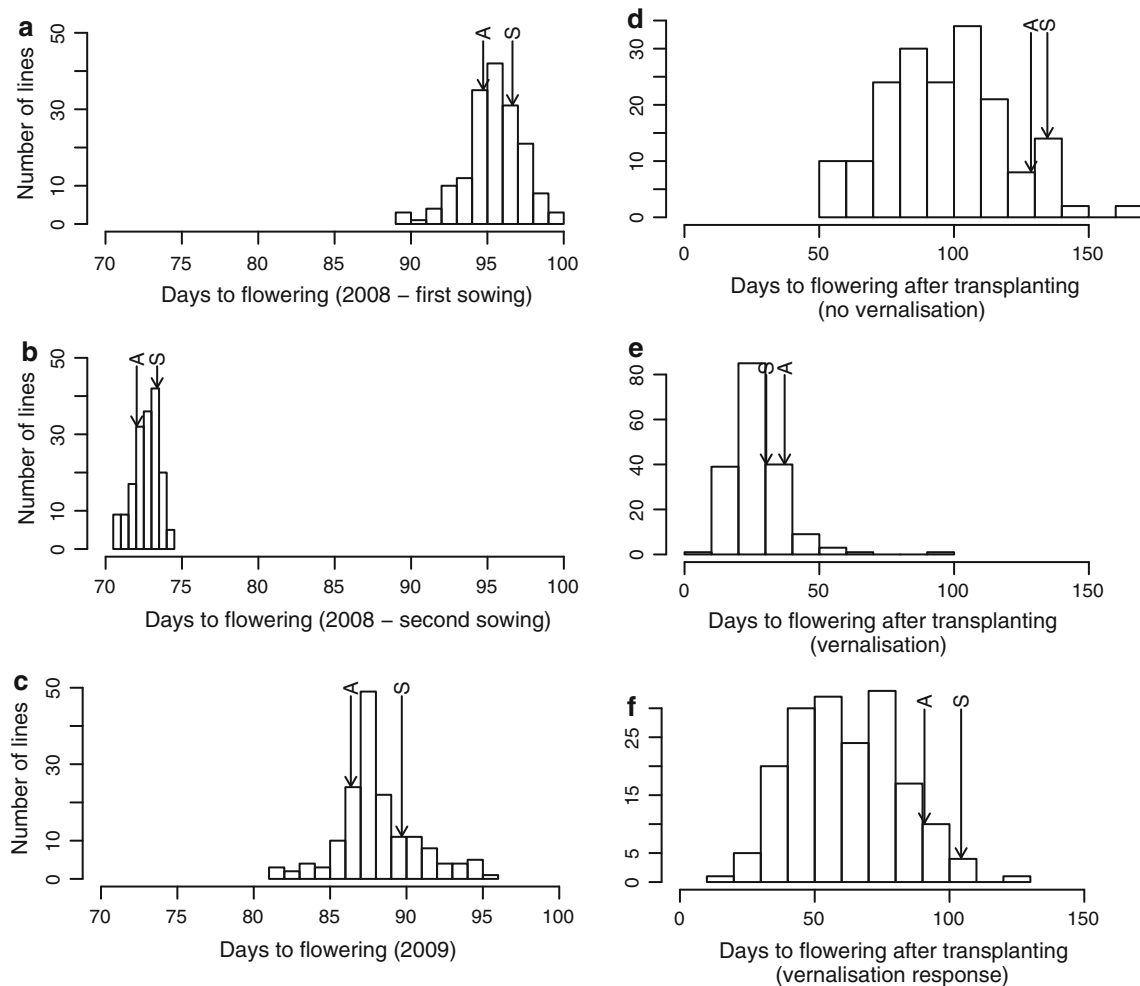 a
50
30
10
0
Number of lines
A
S
70 75 80 85 90 95 100
Days to flowering (2008 – first sowing)
b
50
30
10
0
Number of lines
A
S
70 75 80 85 90 95 100
Days to flowering (2008 – second sowing)
c
50
30
10
0
Number of lines
A
S
70 75 80 85 90 95 100
Days to flowering (2009)
d
30
20
10
0
A
S
0 50 100 150
Days to flowering after transplanting
(no vernalisation)
e
80
60
40
20
0
S
A
0 50 100 150
Days to flowering after transplanting
(vernalisation)
f
25
15
5
0
A
S
0 50 100 150
Days to flowering after transplanting
(vernalisation response)